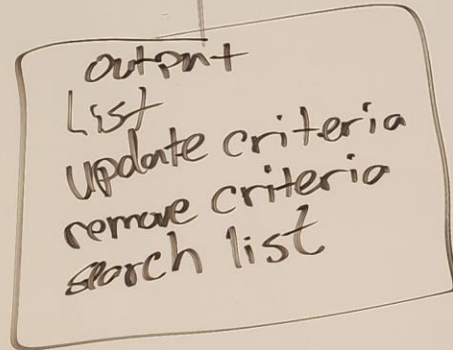 output
List
update criteria
remove criteria
search list